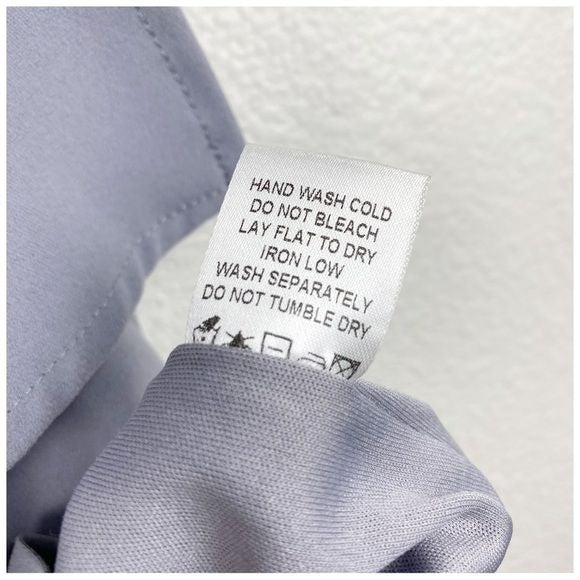 HAND WASH COLD
DO NOT BLEACH
LAY FLAT TO DRY
IRON LOW
WASH SEPARATELY
DO NOT TUMBLE DRY